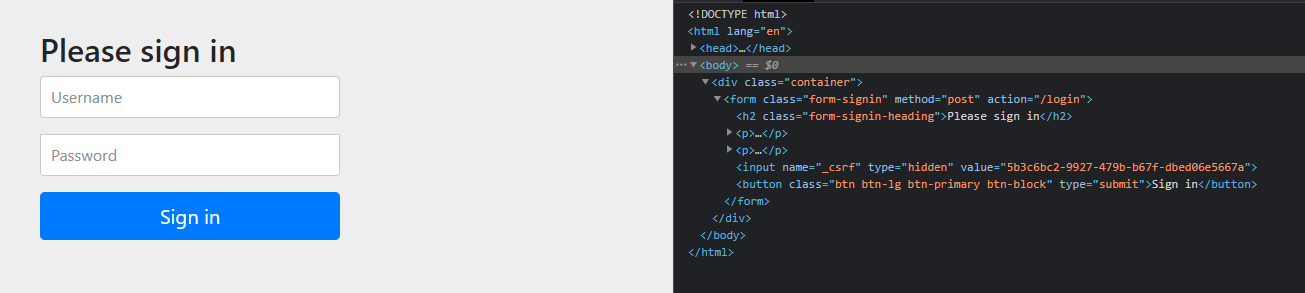 Please sign in
Username
Password
Sign in
<!DOCTYPE html>
<html lang="en">
<head>…</head>
<body> == $0
<div class="container">
<form class="form-signin" method="post" action="/login">
<h2 class="form-signin-heading">Please sign in</h2>
<p>…</p>
<p>…</p>
<input name="_csrf" type="hidden" value="5b3c6bc2-9927-479b-b67f-dbed06e5667a">
<button class="btn btn-lg btn-primary btn-block" type="submit">Sign in</button>
</form>
</div>
</body>
</html>